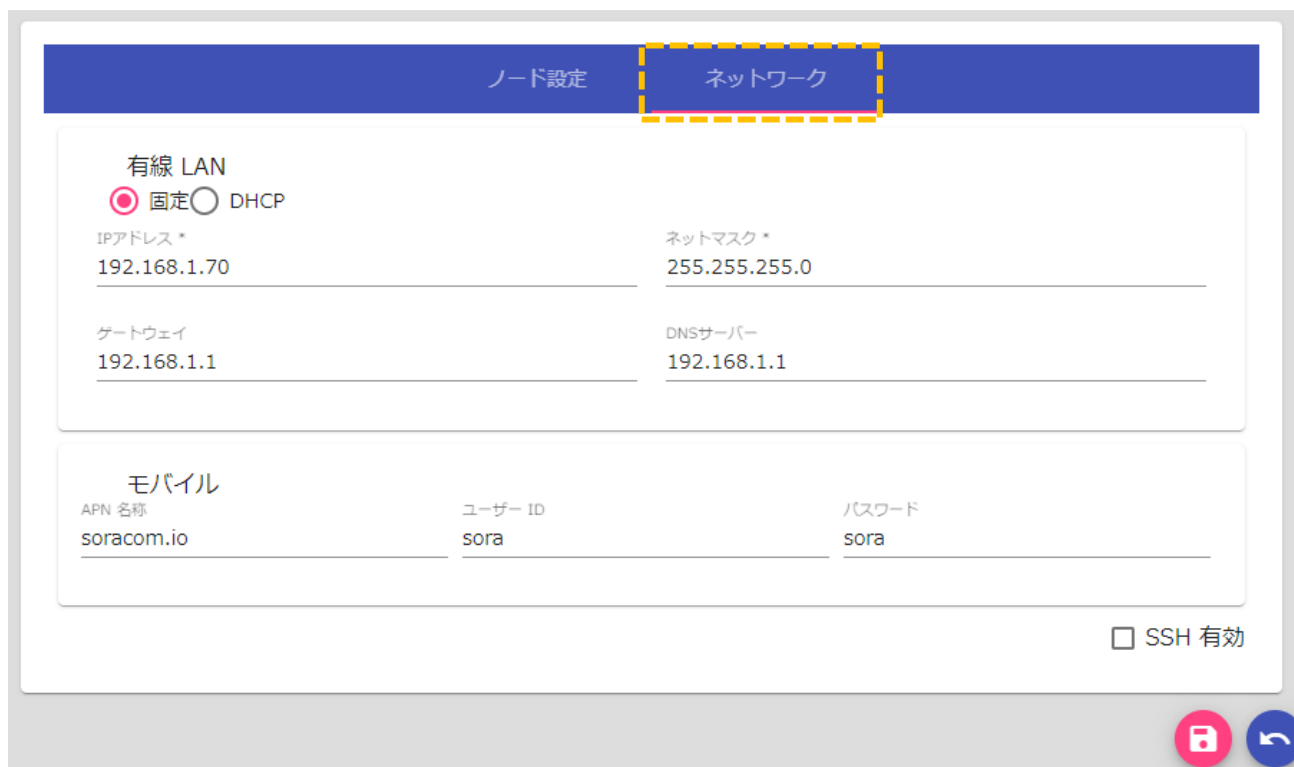 ノード設定 ネットワーク
有線 LAN
固定 DHCP
IPアドレス * ネットマスク *
192.168.1.70 255.255.255.0
ゲートウェイ DNSサーバー
192.168.1.1 192.168.1.1
モバイル
APN 名称 ユーザー ID パスワード
soracom.io sora sora
SSH 有効